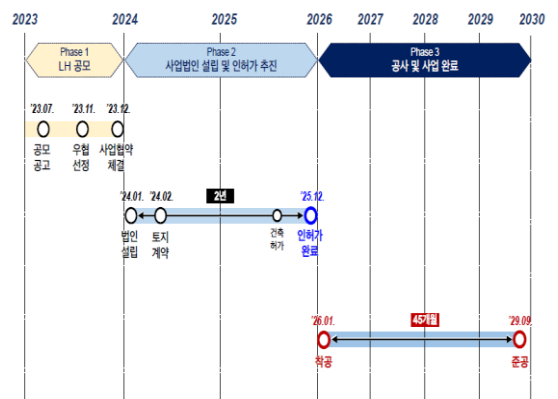 2023 2024 2025 2026 2027 2028 2029 2030
Phase 1
LH 공모
Phase 2
사업법인 설립 및 인허가 추진
Phase 3
공사 및 사업 완료
'23.07. '23.11. '23.12.
공모
공고
우협
선정
사업협약
체결
'24.01. '24.02. 2년 '25.12.
법인
설립
토지
계약
건축
허가
인허가
완료
'26.01. 45개월 '29.09.
착공 준공